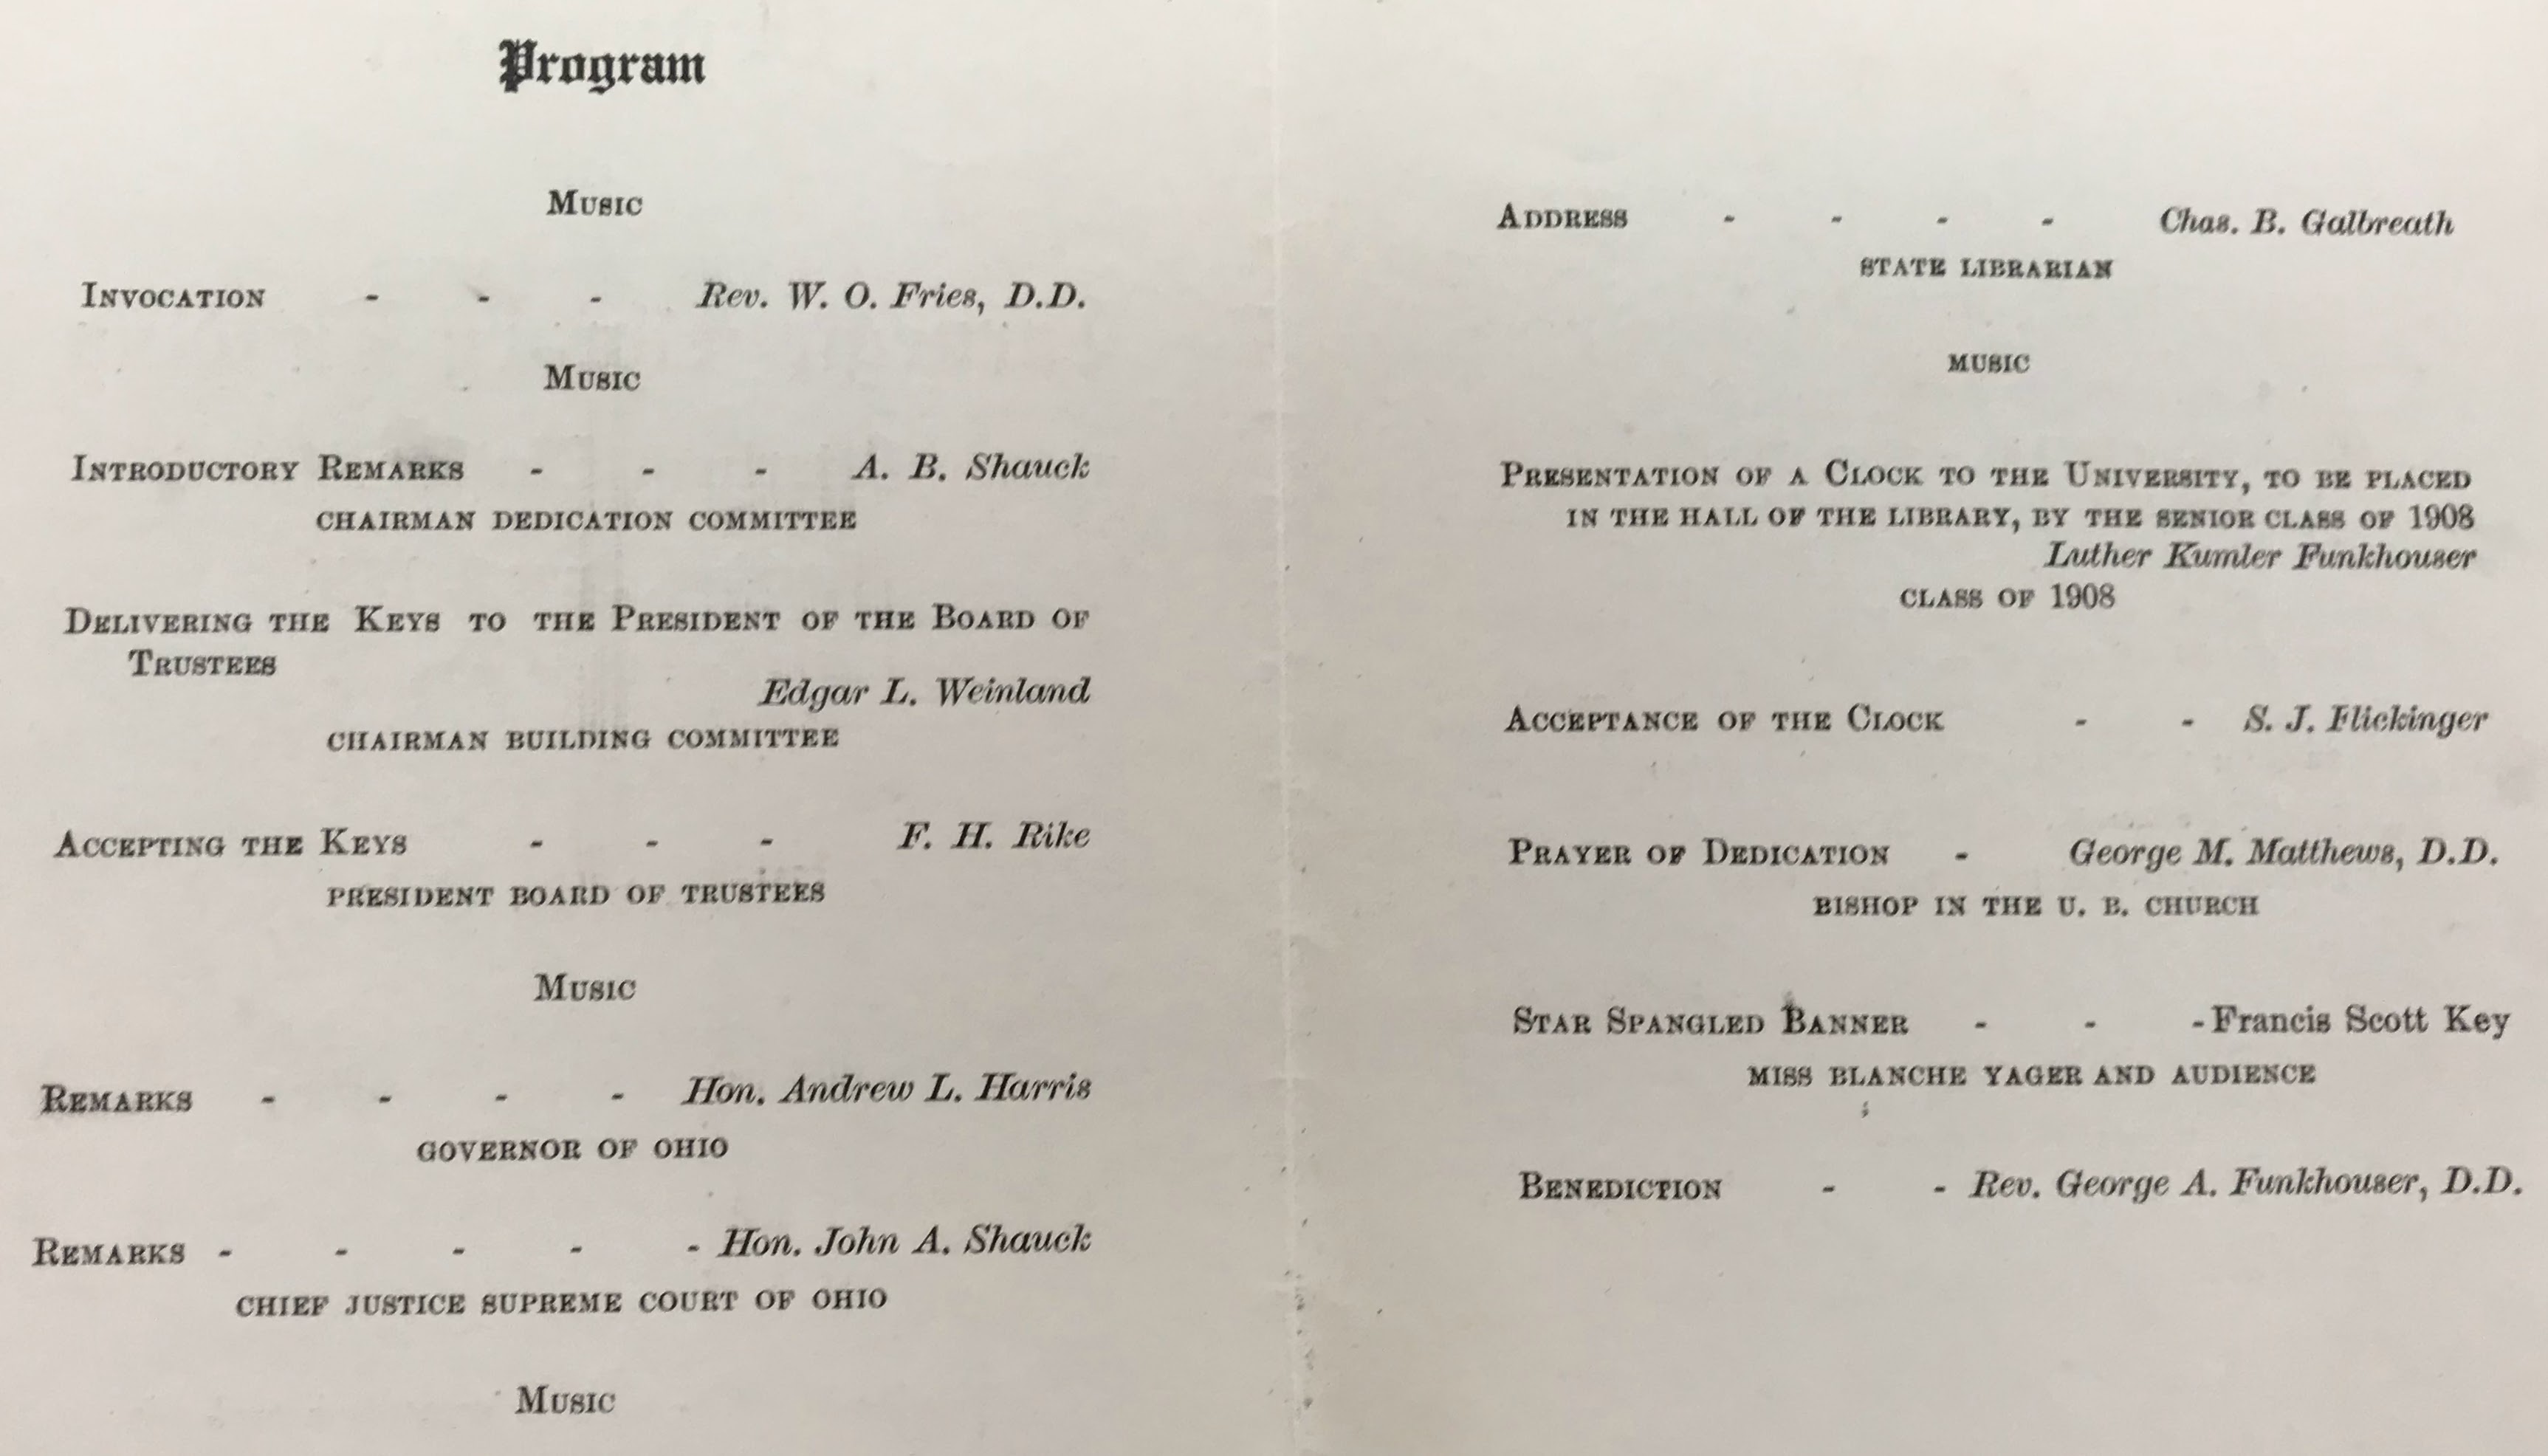 Program
Music
Invocation - - - Rev. W. O. Fries, D.D.
Music
Introductory Remarks - - - A. B. Shauck
CHAIRMAN DEDICATION COMMITTEE
Delivering the Keys to the President of the Board of
Trustees
Edgar L. Weinland
CHAIRMAN BUILDING COMMITTEE
Accepting the Keys - - - F. H. Rike
PRESIDENT BOARD OF TRUSTEES
Music
Remarks - - - - Hon. Andrew L. Harris
GOVERNOR OF OHIO
Remarks - - - - - Hon. John A. Shauck
CHIEF JUSTICE SUPREME COURT OF OHIO
Music
Address - - - - Chas. B. Galbreath
STATE LIBRARIAN
MUSIC
Presentation of a Clock to the University, to be placed
in the hall of the library, by the senior class of 1908
Luther Kumler Funkhouser
CLASS OF 1908
Acceptance of the Clock - - S. J. Flickinger
Prayer of Dedication - George M. Matthews, D.D.
BISHOP IN THE U. B. CHURCH
Star Spangled Banner - - - Francis Scott Key
MISS BLANCHE YAGER AND AUDIENCE
Benediction - - Rev. George A. Funkhouser, D.D.